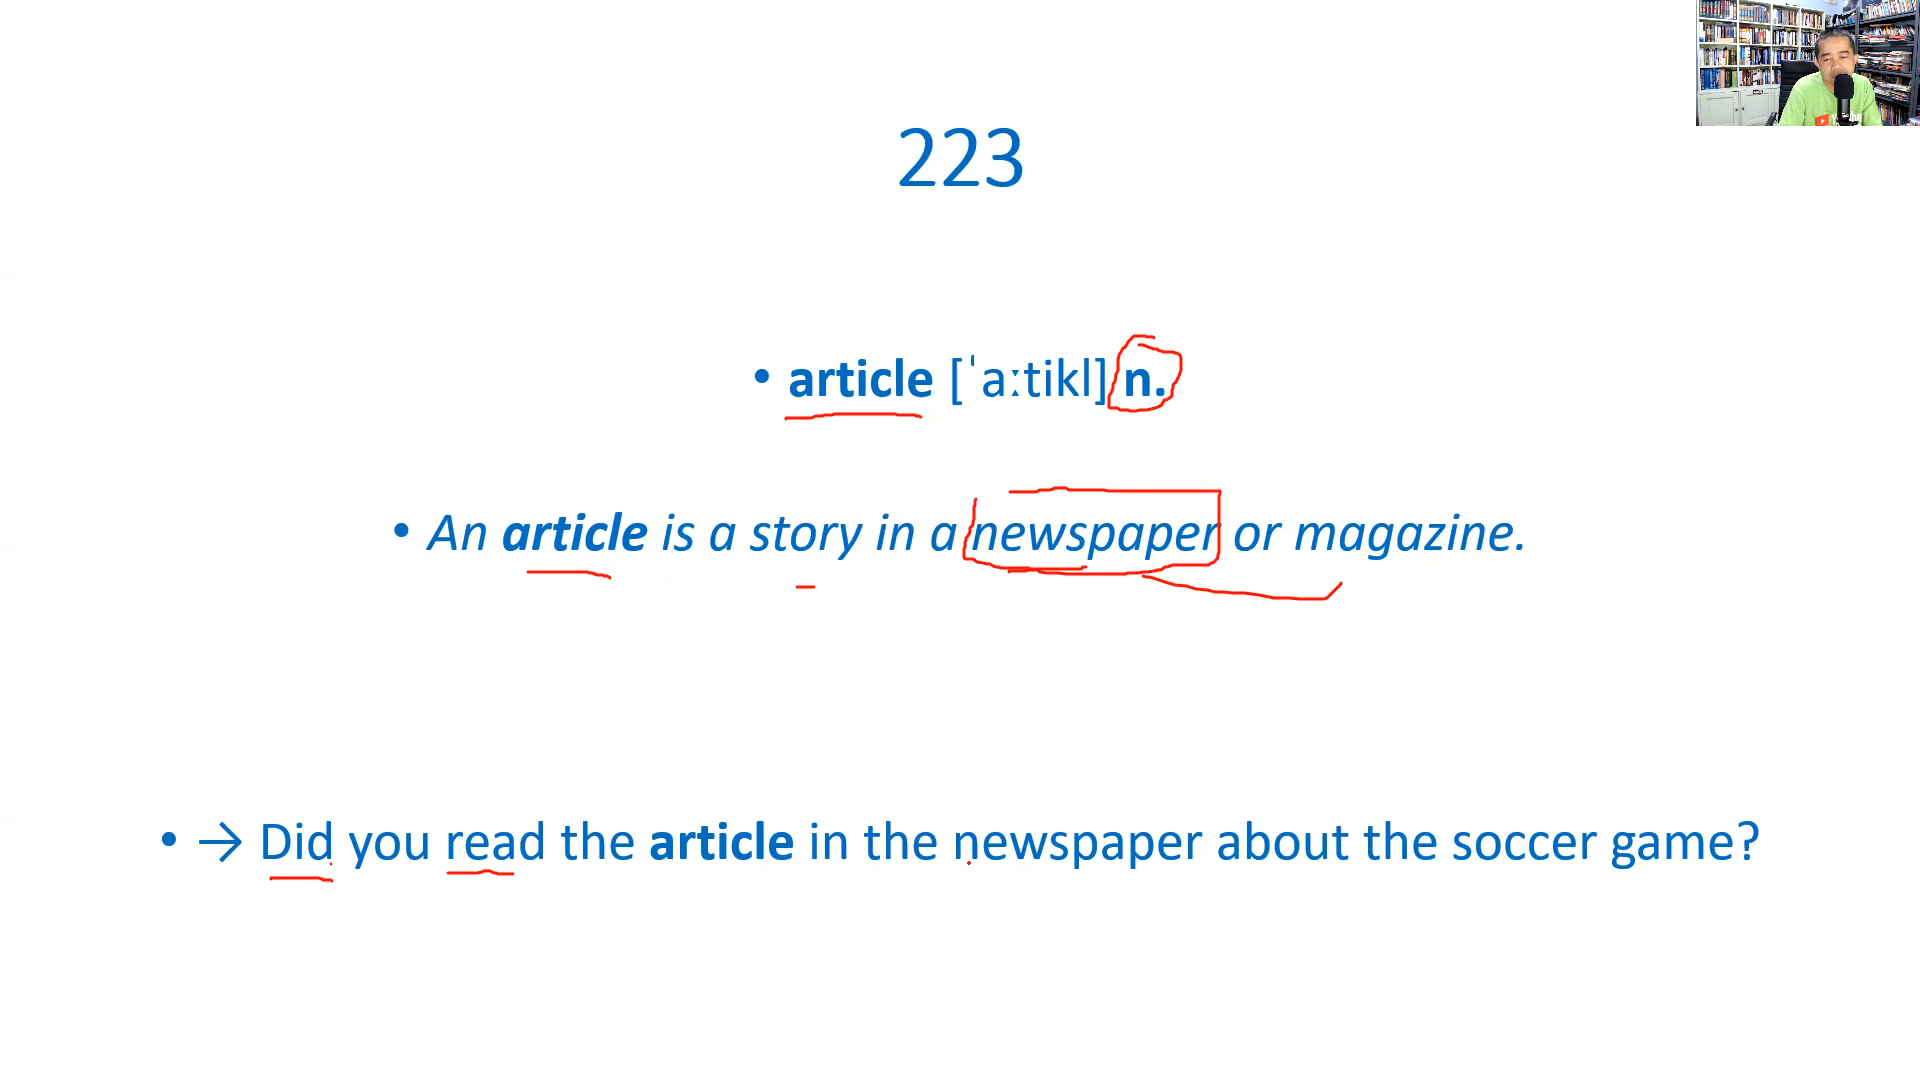 223
• article [ˈaːtikl] n.
• An article is a story in a newspaper or magazine.
• → Did you read the article in the newspaper about the soccer game?